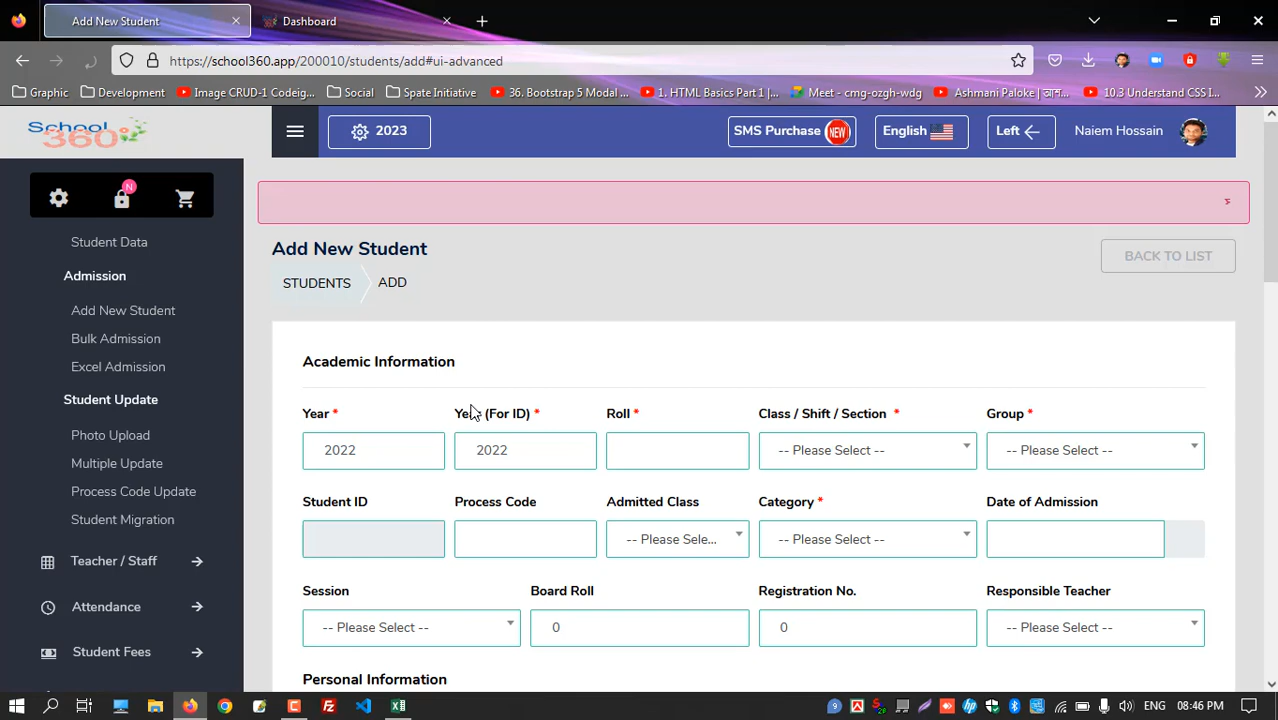 Add New Student
Dashboard
https://school360.app/200010/students/add#ui-advanced
Graphic
Development
Image CRUD-1 Codeig...
Social
Spate Initiative
36. Bootstrap 5 Modal ...
1. HTML Basics Part 1 |...
Meet - cmg-ozgh-wdg
10.3 Understand CSS I...
School 360°
2023
SMS Purchase NEW
English
Left
Naiem Hossain
N
Student Data
Admission
Add New Student
Bulk Admission
Excel Admission
Student Update
Photo Upload
Multiple Update
Process Code Update
Student Migration
Teacher / Staff
Attendance
Student Fees
Add New Student
BACK TO LIST
STUDENTS
ADD
Academic Information
Year *
Year (For ID) *
Roll *
Class / Shift / Section *
Group *
2022
2022
-- Please Select --
-- Please Select --
Student ID
Process Code
Admitted Class
Category *
Date of Admission
-- Please Sele...
-- Please Select --
Session
Board Roll
Registration No.
Responsible Teacher
-- Please Select --
0
0
-- Please Select --
Personal Information
ENG
08:46 PM